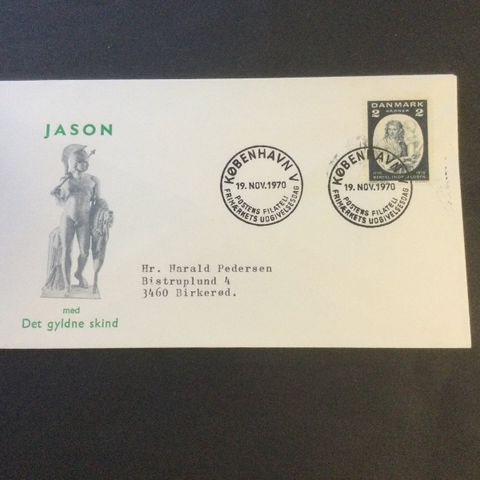 JASON
med
Det gyldne skind
KØBENHAVN V
19. NOV. 1970
POSTENS FILATELI
FRIMÆRKETS UDGIVELSESDAG
KØBENHAVN V
19. NOV. 1970
POSTENS FILATELI
FRIMÆRKETS UDGIVELSESDAG
DANMARK
2 2
BERTEL THORVALDSEN
Hr. Harald Pedersen
Bistruplund 4
3460 Birkerød.